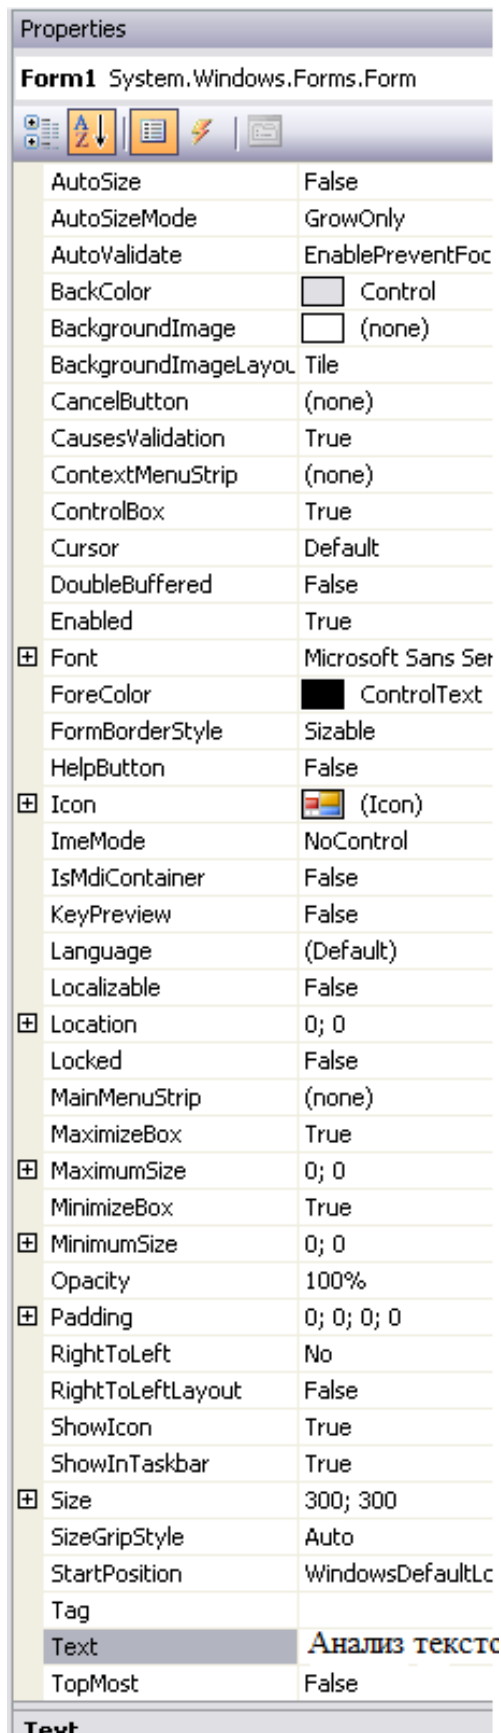 Properties
Form1 System.Windows.Forms.Form
AutoSize False
AutoSizeMode GrowOnly
AutoValidate EnablePreventFoc
BackColor Control
BackgroundImage (none)
BackgroundImageLayou Tile
CancelButton (none)
CausesValidation True
ContextMenuStrip (none)
ControlBox True
Cursor Default
DoubleBuffered False
Enabled True
Font Microsoft Sans Ser
ForeColor ControlText
FormBorderStyle Sizable
HelpButton False
Icon (Icon)
ImeMode NoControl
IsMdiContainer False
KeyPreview False
Language (Default)
Localizable False
Location 0; 0
Locked False
MainMenuStrip (none)
MaximizeBox True
MaximumSize 0; 0
MinimizeBox True
MinimumSize 0; 0
Opacity 100%
Padding 0; 0; 0; 0
RightToLeft No
RightToLeftLayout False
ShowIcon True
ShowInTaskbar True
Size 300; 300
SizeGripStyle Auto
StartPosition WindowsDefaultLo
Tag
Text Анализ тексто
TopMost False
Text